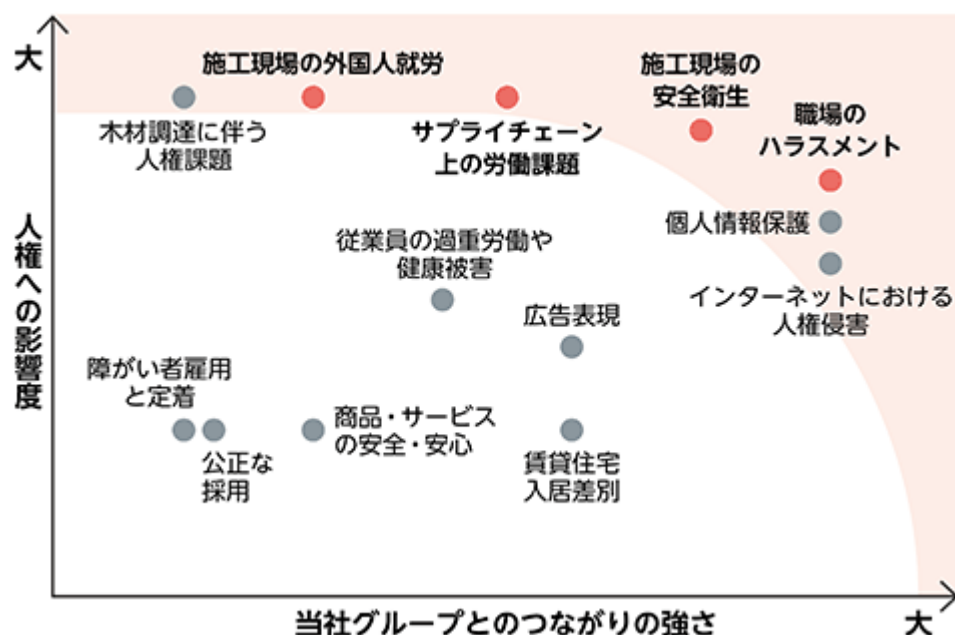 大
施工現場の外国人就労
施工現場の
安全衛生
職場の
ハラスメント
木材調達に伴う
人権課題
サプライチェーン
上の労働課題
個人情報保護
従業員の過重労働や
健康被害
インターネットにおける
人権侵害
広告表現
人権への影響度
障がい者雇用
と定着
商品・サービス
の安全・安心
公正な
採用
賃貸住宅
入居差別
当社グループとのつながりの強さ
大